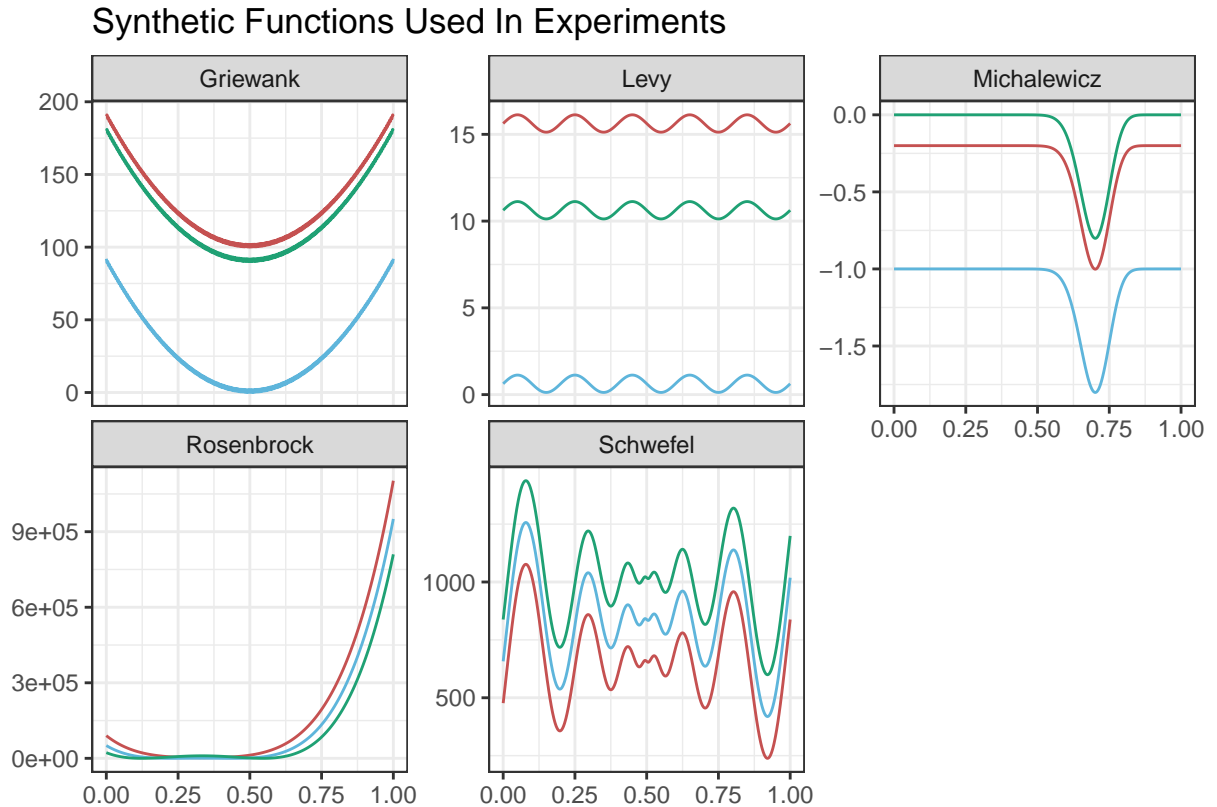 Synthetic Functions Used In Experiments
Griewank
Levy
Michalewicz
200
150
100
50
0
15
10
5
0
0.0
−0.5
−1.0
−1.5
0.00 0.25 0.50 0.75 1.00
Rosenbrock
Schwefel
9e+05
6e+05
3e+05
0e+00
1000
500
0.00 0.25 0.50 0.75 1.00
0.00 0.25 0.50 0.75 1.00